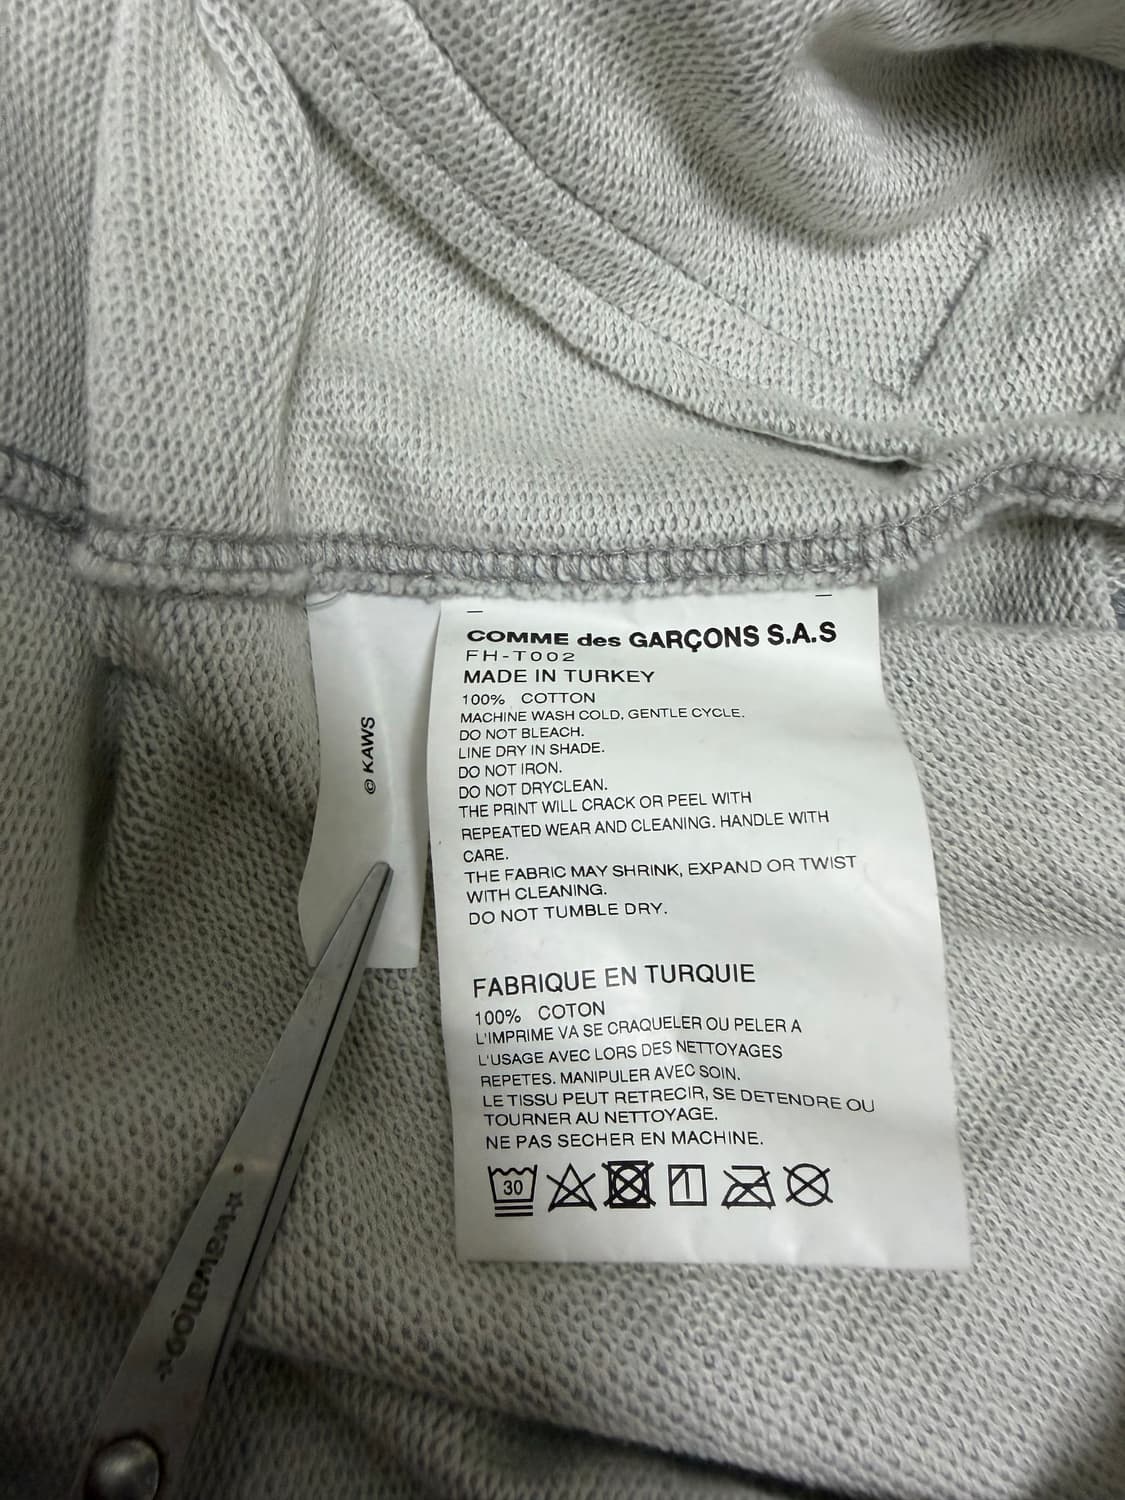 © KAWS
COMME des GARÇONS S.A.S
FH-T002
MADE IN TURKEY
100% COTTON
MACHINE WASH COLD, GENTLE CYCLE.
DO NOT BLEACH.
LINE DRY IN SHADE.
DO NOT IRON.
DO NOT DRYCLEAN.
THE PRINT WILL CRACK OR PEEL WITH
REPEATED WEAR AND CLEANING. HANDLE WITH
CARE.
THE FABRIC MAY SHRINK, EXPAND OR TWIST
WITH CLEANING.
DO NOT TUMBLE DRY.
FABRIQUE EN TURQUIE
100% COTON
L'IMPRIME VA SE CRAQUELER OU PELER A
L'USAGE AVEC LORS DES NETTOYAGES
REPETES. MANIPULER AVEC SOIN.
LE TISSU PEUT RETRECIR, SE DETENDRE OU
TOURNER AU NETTOYAGE.
NE PAS SECHER EN MACHINE.
30